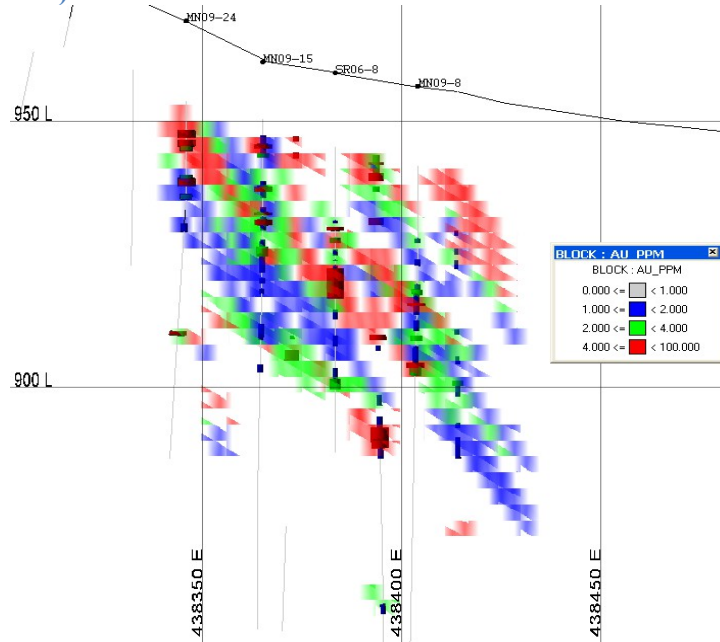 MN09-24
MN09-15
SR06-8
MN09-8
950 L
BLOCK : AU_PPM
BLOCK : AU_PPM
0.000 <= < 1.000
1.000 <= < 2.000
2.000 <= < 4.000
4.000 <= < 100.000
900 L
438350 E
438400 E
438450 E